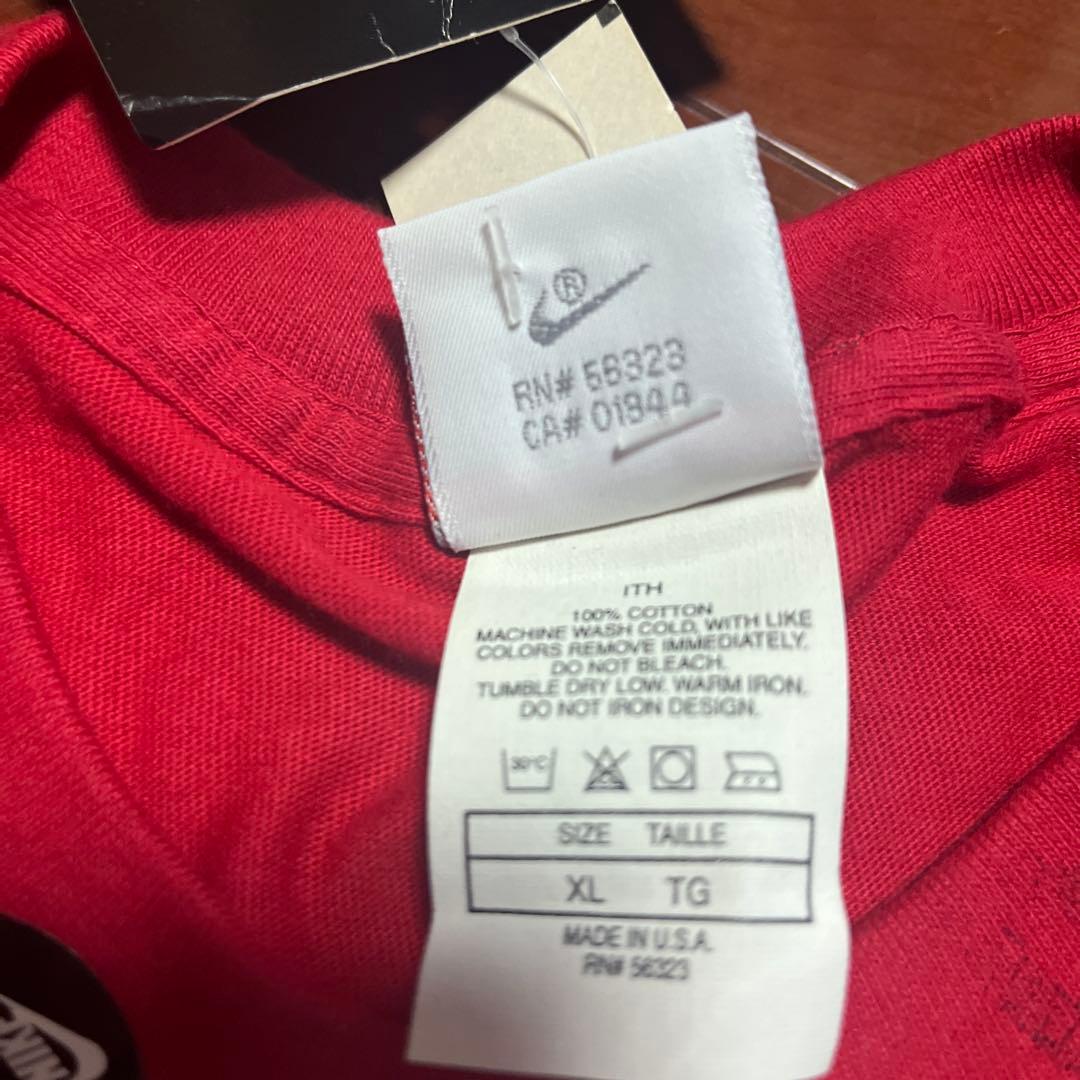 ®
RN# 56323
CA# 01844
ITH
100% COTTON
MACHINE WASH COLD, WITH LIKE
COLORS REMOVE IMMEDIATELY.
DO NOT BLEACH.
TUMBLE DRY LOW. WARM IRON.
DO NOT IRON DESIGN.
30°C
SIZE TAILLE
XL TG
MADE IN U.S.A.
RN# 56323
NIKE